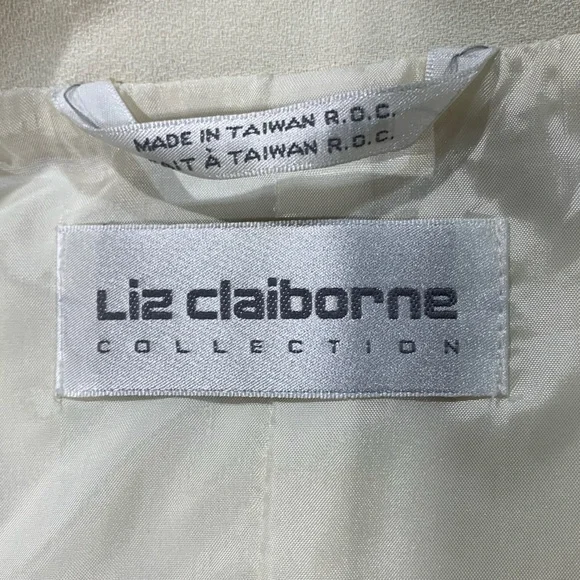 MADE IN TAIWAN R.O.C.
À TAIWAN R.O.C.
Liz claiborne
COLLECTION